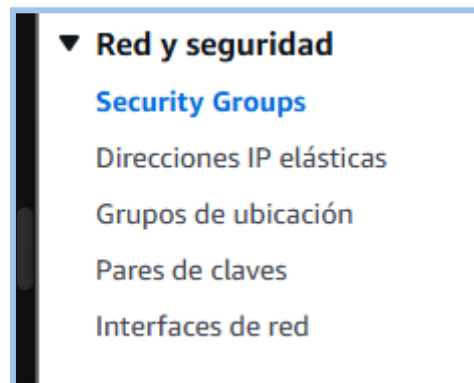 Red y seguridad
Security Groups
Direcciones IP elásticas
Grupos de ubicación
Pares de claves
Interfaces de red